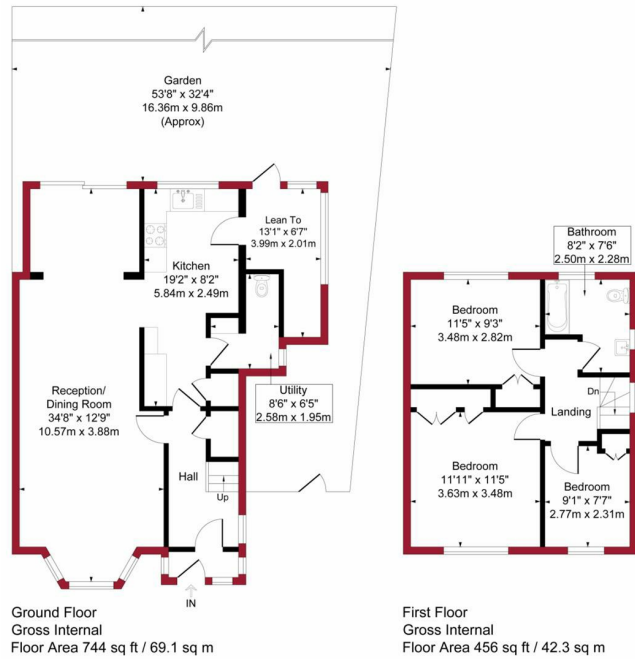 Garden
53'8" x 32'4"
16.36m x 9.86m
(Approx)
Lean To
13'1" x 6'7"
3.99m x 2.01m
Kitchen
19'2" x 8'2"
5.84m x 2.49m
Reception/
Dining Room
34'8" x 12'9"
10.57m x 3.88m
Utility
8'6" x 6'5"
2.58m x 1.95m
Hall
Up
IN
Ground Floor
Gross Internal
Floor Area 744 sq ft / 69.1 sq m
Bathroom
8'2" x 7'6"
2.50m x 2.28m
Bedroom
11'5" x 9'3"
3.48m x 2.82m
Dn
Landing
Bedroom
11'11" x 11'5"
3.63m x 3.48m
Bedroom
9'1" x 7'7"
2.77m x 2.31m
First Floor
Gross Internal
Floor Area 456 sq ft / 42.3 sq m